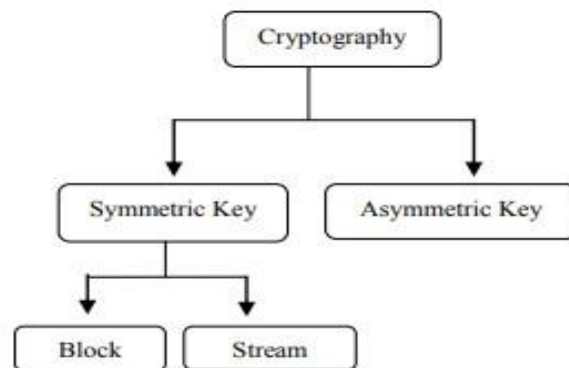 Cryptography
Symmetric Key
Asymmetric Key
Block
Stream